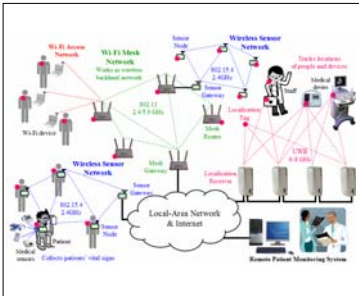 Wi-Fi Access
Network
Wi-Fi Mesh
Network
Works as wireless
backhaul network
Sensor
Node
Wireless Sensor
Network
802.15.4
2.4GHz
Sensor
Gateway
Tracks locations
of people and devices
Medical
device
Staff
Localization
Tag
Wi-Fi device
802.11
2.4/5.0 GHz
Mesh
Router
UWB
6-8 GHz
Mesh
Gateway
Localization
Receiver
Wireless Sensor
Network
802.15.4
2.4GHz
Sensor
Gateway
Patient
Sensor
Node
Medical
sensors
Collects patients' vital signs
Local-Area Network
& Internet
Remote Patient Monitoring System